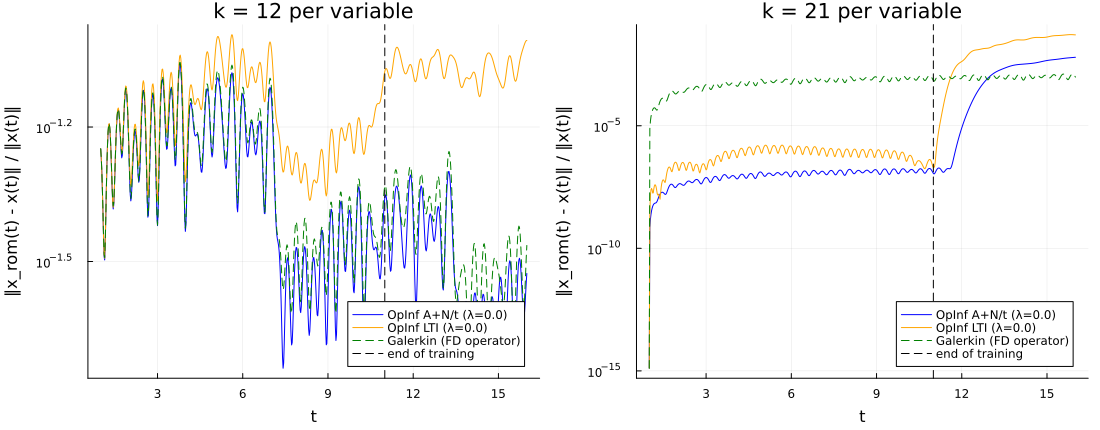 k = 12 per variable
‖x_rom(t) - x(t)‖ / ‖x(t)‖
10⁻¹·²
10⁻¹·⁵
3
6
9
12
15
t
OpInf A+N/t (λ=0.0)
OpInf LTI (λ=0.0)
Galerkin (FD operator)
end of training
k = 21 per variable
‖x_rom(t) - x(t)‖ / ‖x(t)‖
10⁻⁵
10⁻¹⁰
10⁻¹⁵
3
6
9
12
15
t
OpInf A+N/t (λ=0.0)
OpInf LTI (λ=0.0)
Galerkin (FD operator)
end of training